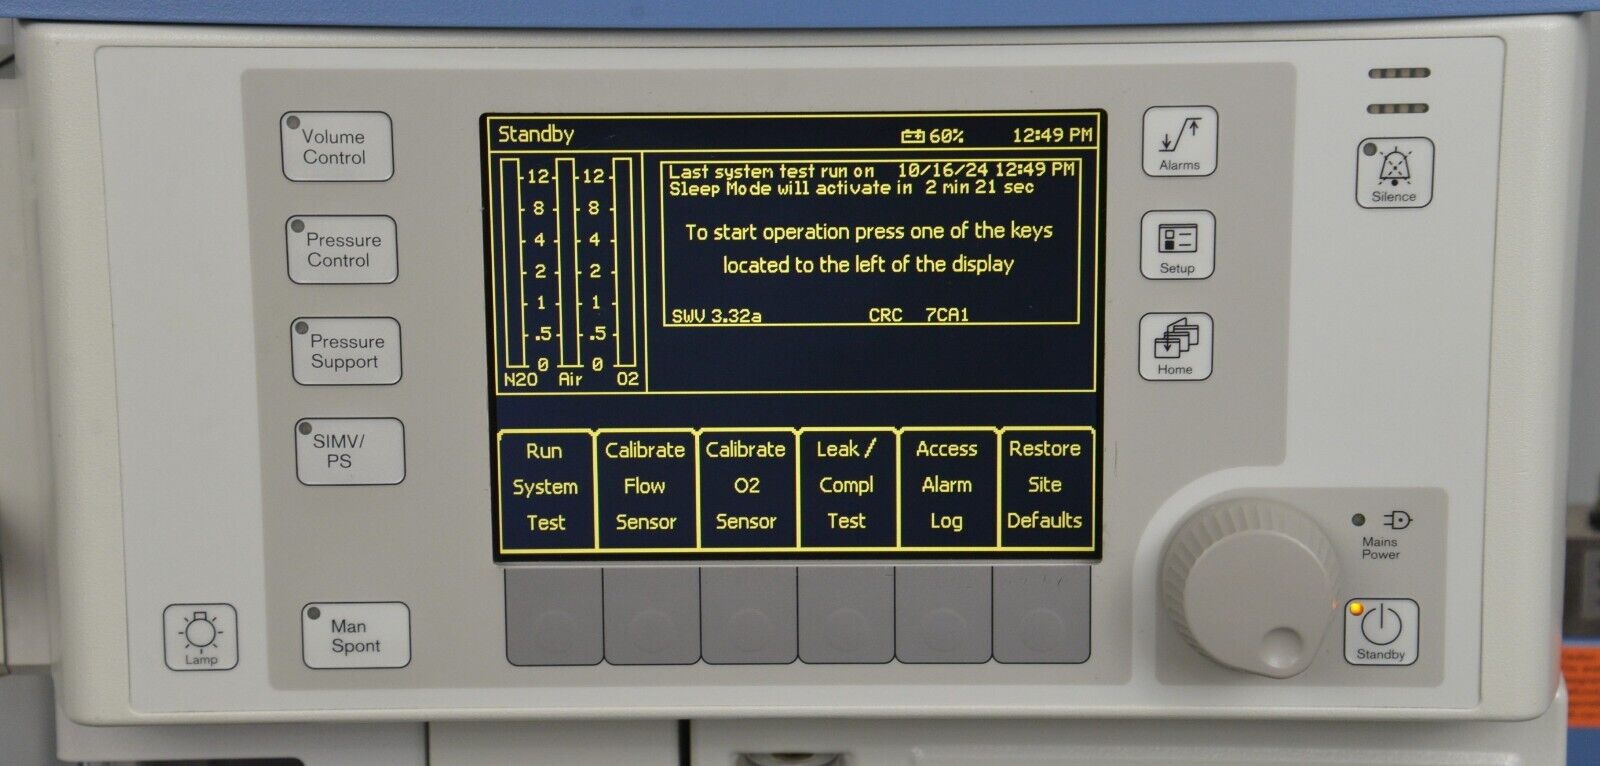 Volume
Control
Pressure
Control
Pressure
Support
SIMV/
PS
Man
Spont
Lamp
Standby
60%
12:49 PM
12
8
4
2
1
.5
0
12
8
4
2
1
.5
0
N2O
Air
O2
Last system test run on 10/16/24 12:49 PM
Sleep Mode will activate in 2 min 21 sec
To start operation press one of the keys
located to the left of the display
SWV 3.32a
CRC 7CA1
Run
System
Test
Calibrate
Flow
Sensor
Calibrate
O2
Sensor
Leak /
Compl
Test
Access
Alarm
Log
Restore
Site
Defaults
Alarms
Setup
Home
Silence
Mains
Power
Standby